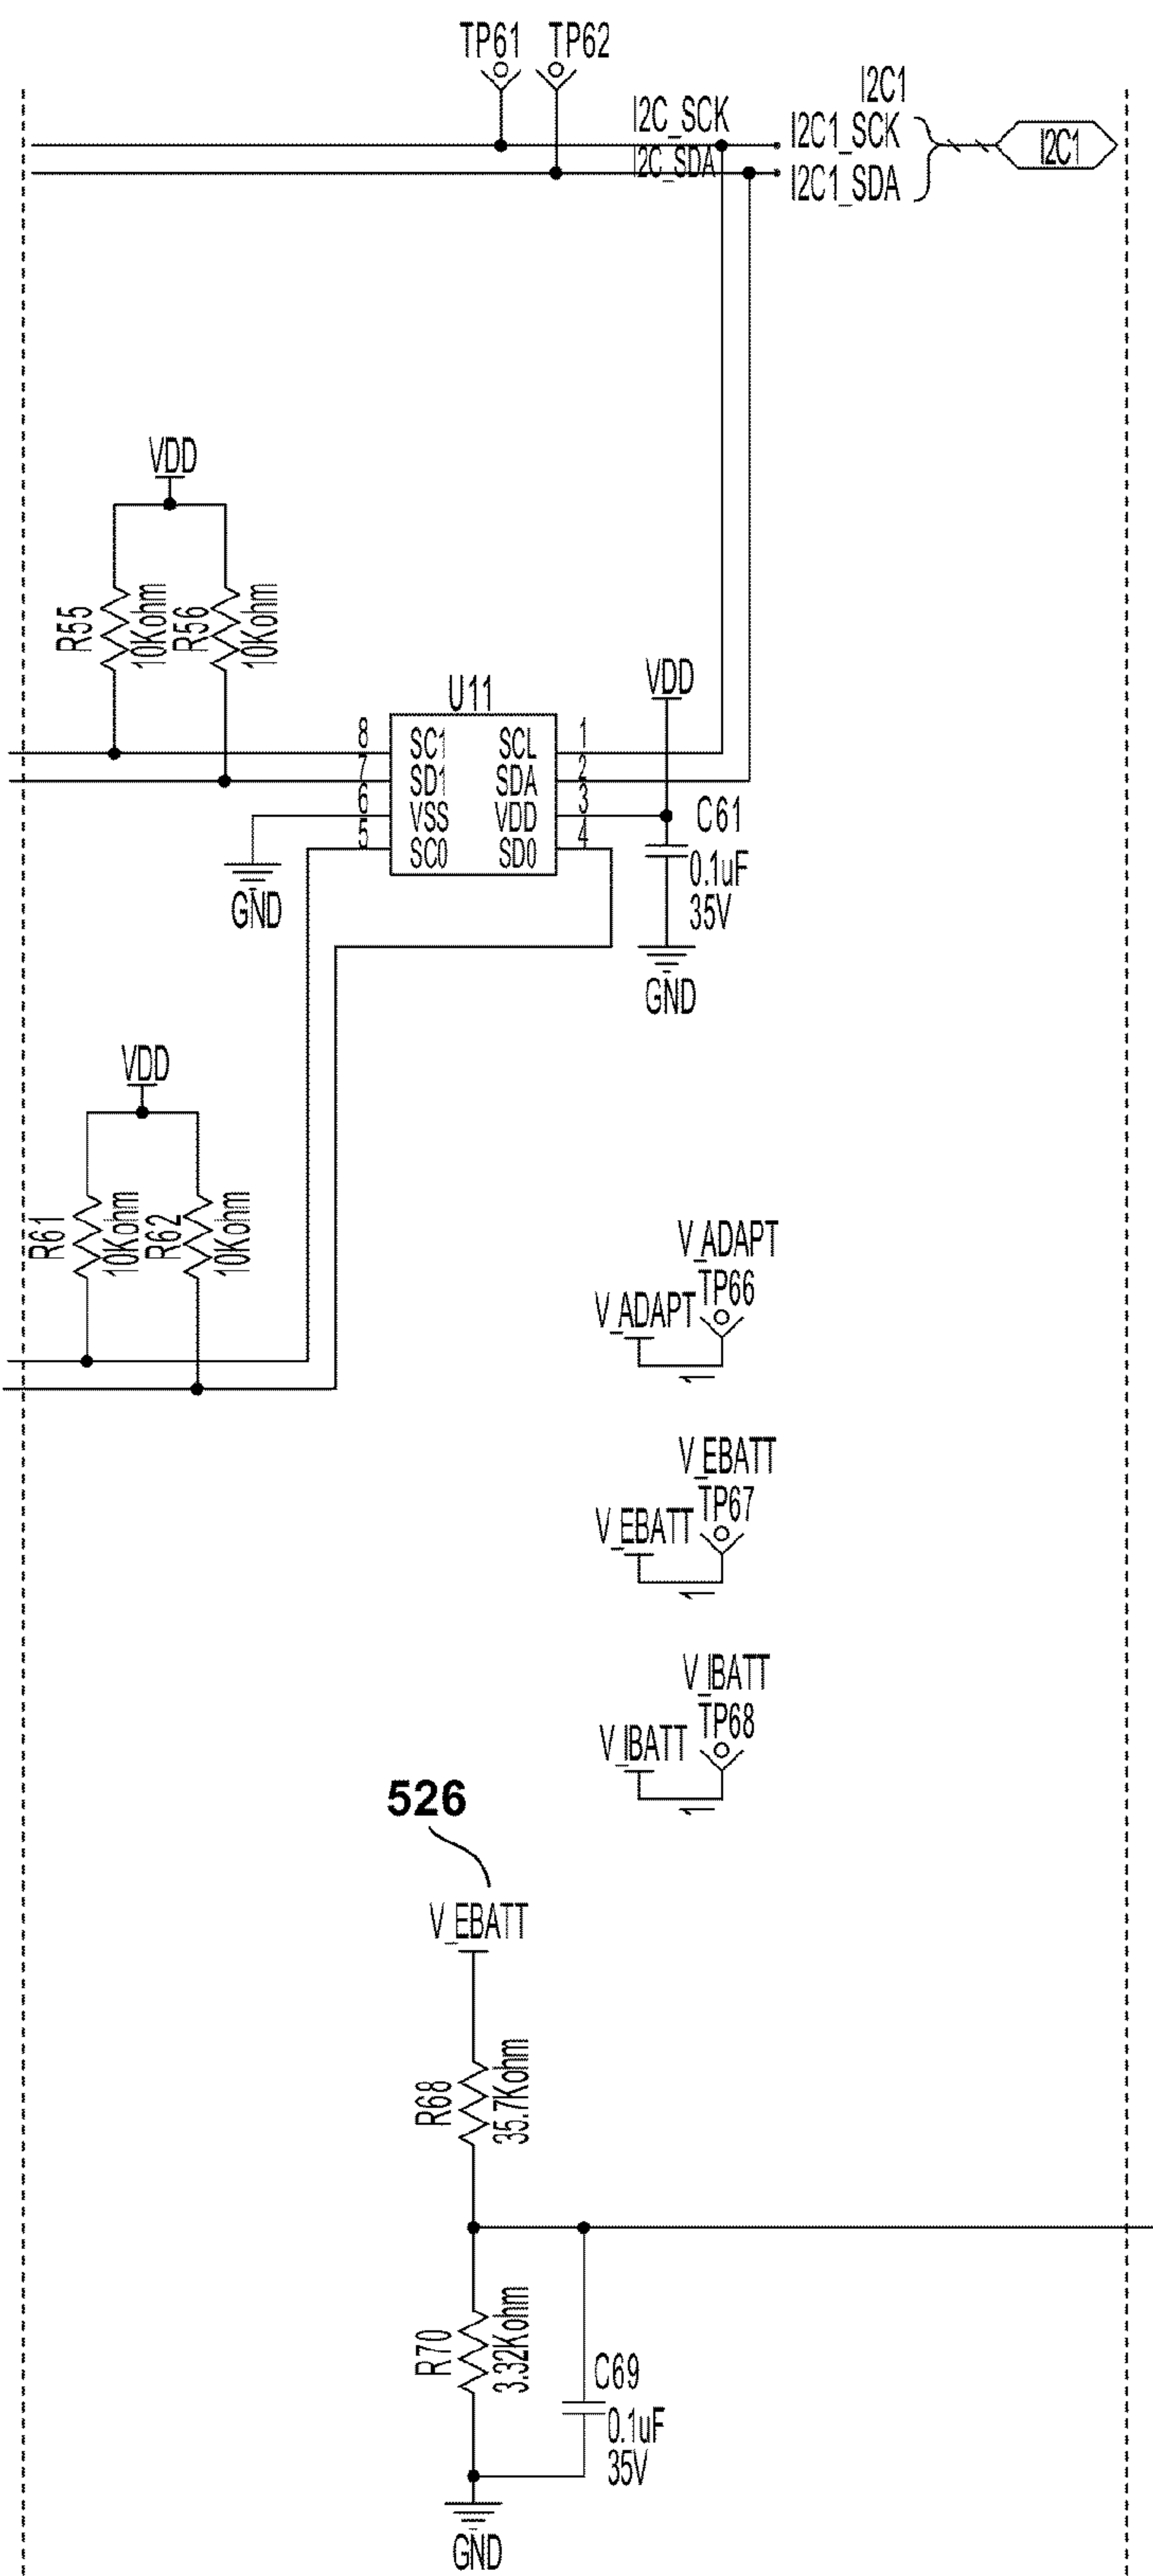 TP61 TP62
I2C1
I2C_SCK I2C1_SCK
I2C1
I2C_SDA I2C1_SDA
VDD
R55 10Kohm R56 10Kohm
U11
VDD
8 SC1 SCL 1
7 SD1 SDA 2
6 VSS VDD 3
5 SC0 SD0 4
C61
0.1uF
35V
GND
GND
VDD
R61 10Kohm R62 10Kohm
V_ADAPT
TP66
V_ADAPT
1
V_EBATT
TP67
V_EBATT
1
V_IBATT
TP68
V_IBATT
1
526
V_EBATT
R68 35.7Kohm
R70 3.32Kohm
C69
0.1uF
35V
GND